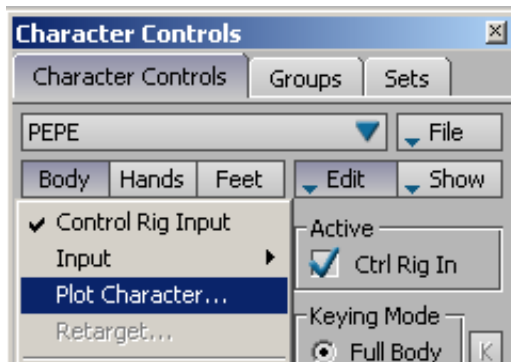 Character Controls
Character Controls Groups Sets
PEPE File
Body Hands Feet Edit Show
Control Rig Input
Active
Input
Ctrl Rig In
Plot Character...
Keying Mode
Retarget...
Full Body K